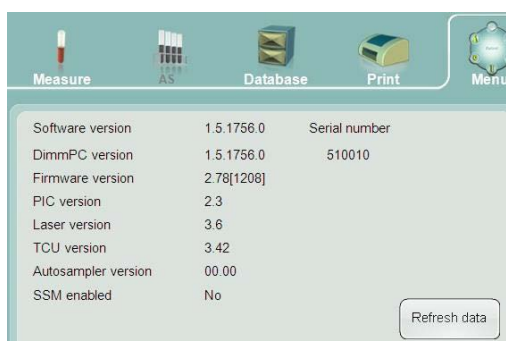 Measure AS Database Print Menu
Software version 1.5.1756.0 Serial number
DimmPC version 1.5.1756.0 510010
Firmware version 2.78[1208]
PIC version 2.3
Laser version 3.6
TCU version 3.42
Autosampler version 00.00
SSM enabled No
Refresh data